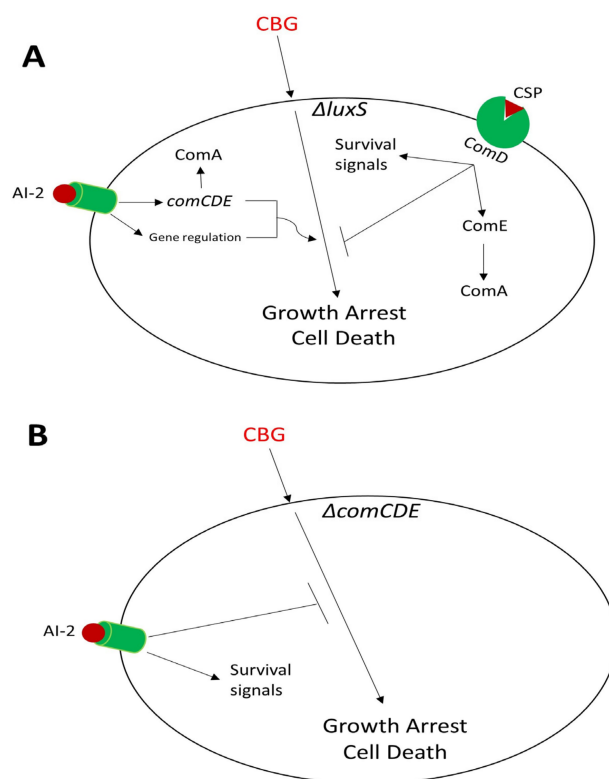 CBG
A
ΔluxS
CSP
ComD
Survival
signals
ComA
AI-2
comCDE
Gene regulation
ComE
ComA
Growth Arrest
Cell Death
B
CBG
ΔcomCDE
AI-2
Survival
signals
Growth Arrest
Cell Death